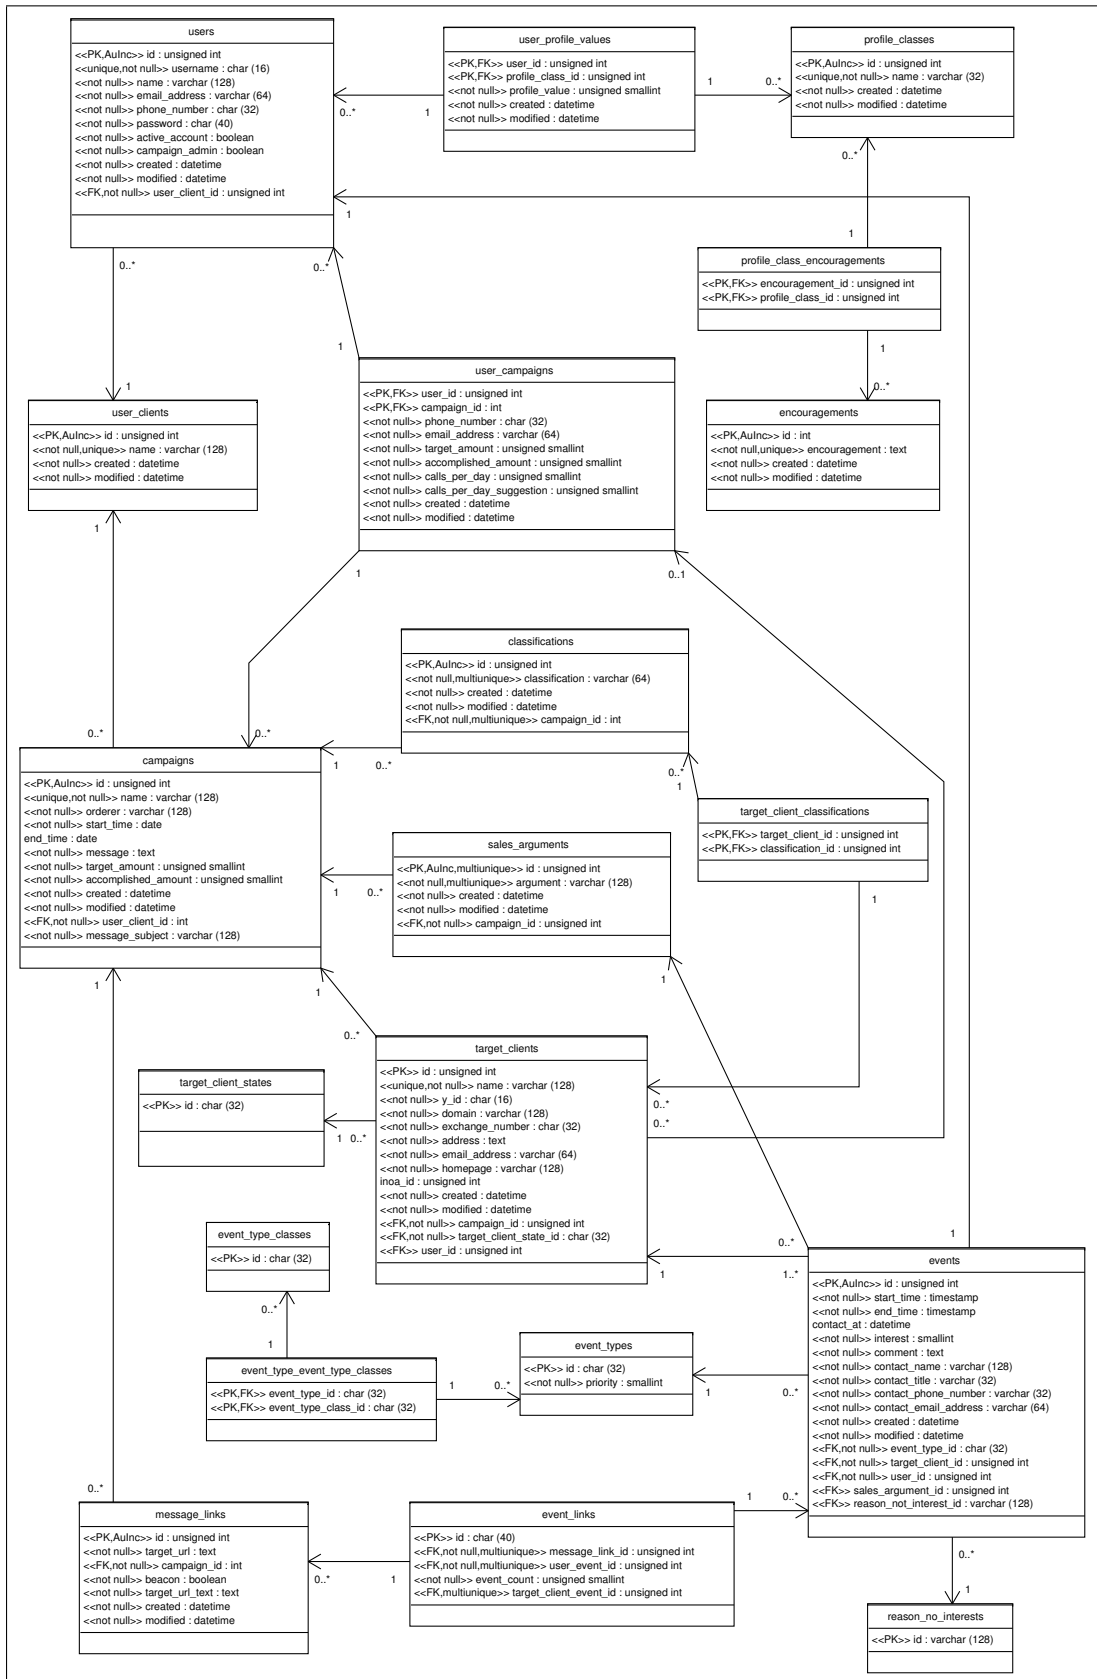 users
<<PK,AuInc>> id : unsigned int
<<unique,not null>> username : char (16)
<<not null>> name : varchar (128)
<<not null>> email_address : varchar (64)
<<not null>> phone_number : char (32)
<<not null>> password : char (40)
<<not null>> active_account : boolean
<<not null>> campaign_admin : boolean
<<not null>> created : datetime
<<not null>> modified : datetime
<<FK,not null>> user_client_id : unsigned int
0..*
1
user_profile_values
<<PK,FK>> user_id : unsigned int
<<PK,FK>> profile_class_id : unsigned int
<<not null>> profile_value : unsigned smallint
<<not null>> created : datetime
<<not null>> modified : datetime
1
0..*
profile_classes
<<PK,AuInc>> id : unsigned int
<<unique,not null>> name : varchar (32)
<<not null>> created : datetime
<<not null>> modified : datetime
0..*
1
1
0..*
0..*
profile_class_encouragements
<<PK,FK>> encouragement_id : unsigned int
<<PK,FK>> profile_class_id : unsigned int
1
1
1
0..*
user_clients
<<PK,AuInc>> id : unsigned int
<<not null,unique>> name : varchar (128)
<<not null>> created : datetime
<<not null>> modified : datetime
1
user_campaigns
<<PK,FK>> user_id : unsigned int
<<PK,FK>> campaign_id : int
<<not null>> phone_number : char (32)
<<not null>> email_address : varchar (64)
<<not null>> target_amount : unsigned smallint
<<not null>> accomplished_amount : unsigned smallint
<<not null>> calls_per_day : unsigned smallint
<<not null>> calls_per_day_suggestion : unsigned smallint
<<not null>> created : datetime
<<not null>> modified : datetime
1
0..1
encouragements
<<PK,AuInc>> id : int
<<not null,unique>> encouragement : text
<<not null>> created : datetime
<<not null>> modified : datetime
classifications
<<PK,AuInc>> id : unsigned int
<<not null,multiunique>> classification : varchar (64)
<<not null>> created : datetime
<<not null>> modified : datetime
<<FK,not null,multiunique>> campaign_id : int
0..*
0..*
1
0..*
0..*
1
campaigns
<<PK,AuInc>> id : unsigned int
<<unique,not null>> name : varchar (128)
<<not null>> orderer : varchar (128)
<<not null>> start_time : date
end_time : date
<<not null>> message : text
<<not null>> target_amount : unsigned smallint
<<not null>> accomplished_amount : unsigned smallint
<<not null>> created : datetime
<<not null>> modified : datetime
<<FK,not null>> user_client_id : int
<<not null>> message_subject : varchar (128)
target_client_classifications
<<PK,FK>> target_client_id : unsigned int
<<PK,FK>> classification_id : unsigned int
1
sales_arguments
<<PK,AuInc,multiunique>> id : unsigned int
<<not null,multiunique>> argument : varchar (128)
<<not null>> created : datetime
<<not null>> modified : datetime
<<FK,not null>> campaign_id : unsigned int
1
0..*
1
1
1
0..*
target_clients
<<PK>> id : unsigned int
<<unique,not null>> name : varchar (128)
<<not null>> y_id : char (16)
<<not null>> domain : varchar (128)
<<not null>> exchange_number : char (32)
<<not null>> address : text
<<not null>> email_address : varchar (64)
<<not null>> homepage : varchar (128)
inoa_id : unsigned int
<<not null>> created : datetime
<<not null>> modified : datetime
<<FK,not null>> campaign_id : unsigned int
<<FK,not null>> target_client_state_id : char (32)
<<FK>> user_id : unsigned int
0..*
0..*
target_client_states
<<PK>> id : char (32)
1
0..*
event_type_classes
<<PK>> id : char (32)
0..*
1
0..*
1
1..*
1
events
<<PK,AuInc>> id : unsigned int
<<not null>> start_time : timestamp
<<not null>> end_time : timestamp
contact_at : datetime
<<not null>> interest : smallint
<<not null>> comment : text
<<not null>> contact_name : varchar (128)
<<not null>> contact_title : varchar (32)
<<not null>> contact_phone_number : varchar (32)
<<not null>> contact_email_address : varchar (64)
<<not null>> created : datetime
<<not null>> modified : datetime
<<FK,not null>> event_type_id : char (32)
<<FK,not null>> target_client_id : unsigned int
<<FK,not null>> user_id : unsigned int
<<FK>> sales_argument_id : unsigned int
<<FK>> reason_not_interest_id : varchar (128)
event_type_event_type_classes
<<PK,FK>> event_type_id : char (32)
<<PK,FK>> event_type_class_id : char (32)
1
0..*
event_types
<<PK>> id : char (32)
<<not null>> priority : smallint
1
0..*
0..*
message_links
<<PK,AuInc>> id : unsigned int
<<not null>> target_url : text
<<FK,not null>> campaign_id : int
<<not null>> beacon : boolean
<<not null>> target_url_text : text
<<not null>> created : datetime
<<not null>> modified : datetime
0..*
1
event_links
<<PK>> id : char (40)
<<FK,not null,multiunique>> message_link_id : unsigned int
<<FK,not null,multiunique>> user_event_id : unsigned int
<<not null>> event_count : unsigned smallint
<<FK,multiunique>> target_client_event_id : unsigned int
1
0..*
0..*
1
reason_no_interests
<<PK>> id : varchar (128)